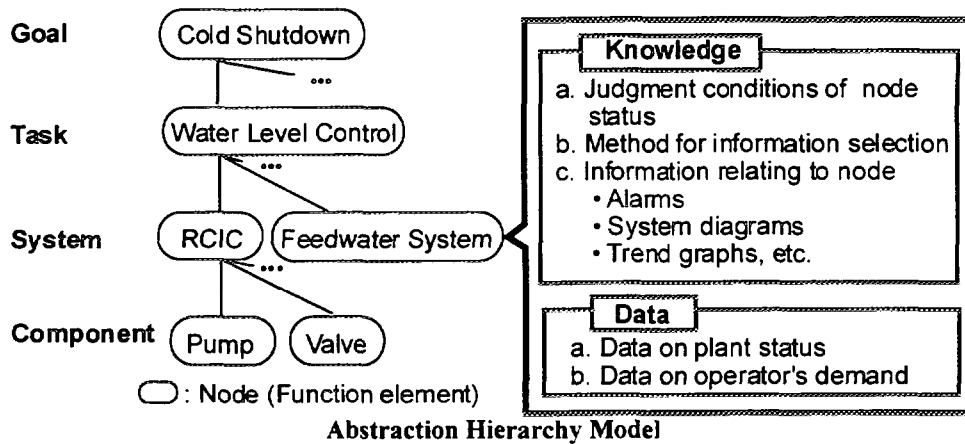 Goal
Cold Shutdown
...
Task
Water Level Control
...
System
RCIC
Feedwater System
...
Component
Pump
Valve
: Node (Function element)
Knowledge
a. Judgment conditions of node
status
b. Method for information selection
c. Information relating to node
• Alarms
• System diagrams
• Trend graphs, etc.
Data
a. Data on plant status
b. Data on operator's demand
Abstraction Hierarchy Model